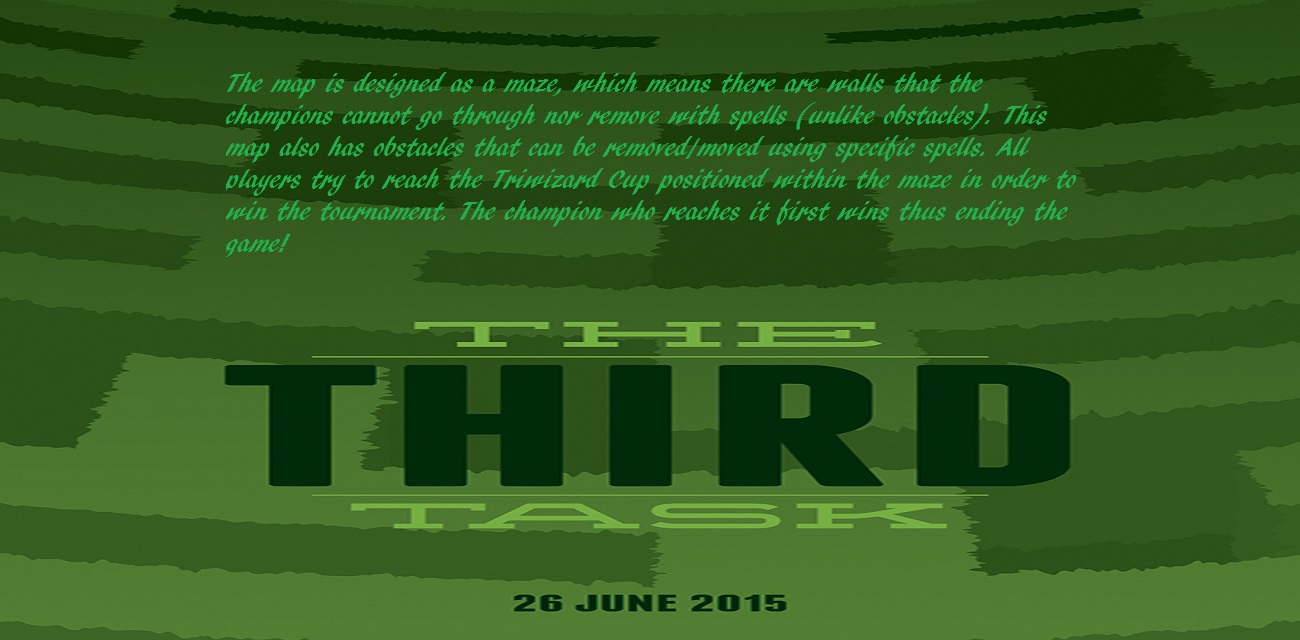 The map is designed as a maze, which means there are walls that the
champions cannot go through nor remove with spells (unlike obstacles). This
map also has obstacles that can be removed/moved using specific spells. All
players try to reach the Triwizard Cup positioned within the maze in order to
win the tournament. The champion who reaches it first wins thus ending the
game!
THE
THIRD
TASK
26 JUNE 2015